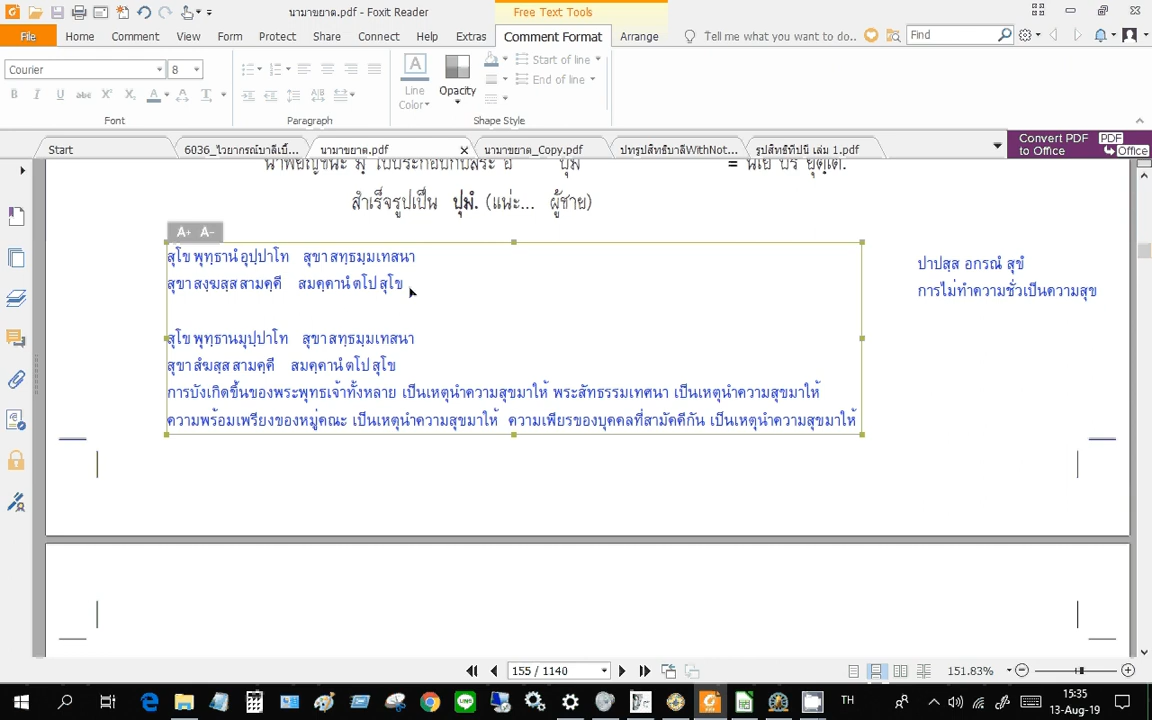 นามาขยาต.pdf - Foxit Reader
Free Text Tools
File Home Comment View Form Protect Share Connect Help Extras Comment Format Arrange Tell me what you want to do.. Find
Courier 8
Line Color
Opacity
Start of line
End of line
Font Paragraph Shape Style
Start 6036_ไวยากรณ์บาลีเบื้... นามาขยาต.pdf นามาขยาต_Copy.pdf ปทรูปสิทธิบาลีWithNot... รูปสิทธิทีปนี เล่ม 1.pdf
Convert PDF to Office
PDF Office
สำเร็จรูปเป็น ปุมํ. (แน่ะ... ผู้ชาย)
A+ A-
สุโข พุทฺธานํ อุปฺปาโท สุขา สทฺธมฺมเทสนา
สุขา สงฺฆสฺส สามคฺคี สมคฺคานํ ตโป สุโข
ปาปสฺส อกรณํ สุขํ
การไม่ทำความชั่วเป็นความสุข
สุโข พุทฺธานมุปฺปาโท สุขา สทฺธมฺมเทสนา
สุขา สํฆสฺส สามคฺคี สมคฺคานํ ตโป สุโข
การบังเกิดขึ้นของพระพุทธเจ้าทั้งหลาย เป็นเหตุนำความสุขมาให้ พระสัทธรรมเทศนา เป็นเหตุนำความสุขมาให้
ความพร้อมเพรียงของหมู่คณะ เป็นเหตุนำความสุขมาให้ ความเพียรของบุคคลที่สามัคคีกัน เป็นเหตุนำความสุขมาให้
155 / 1140
151.83%
TH
15:35
13-Aug-19